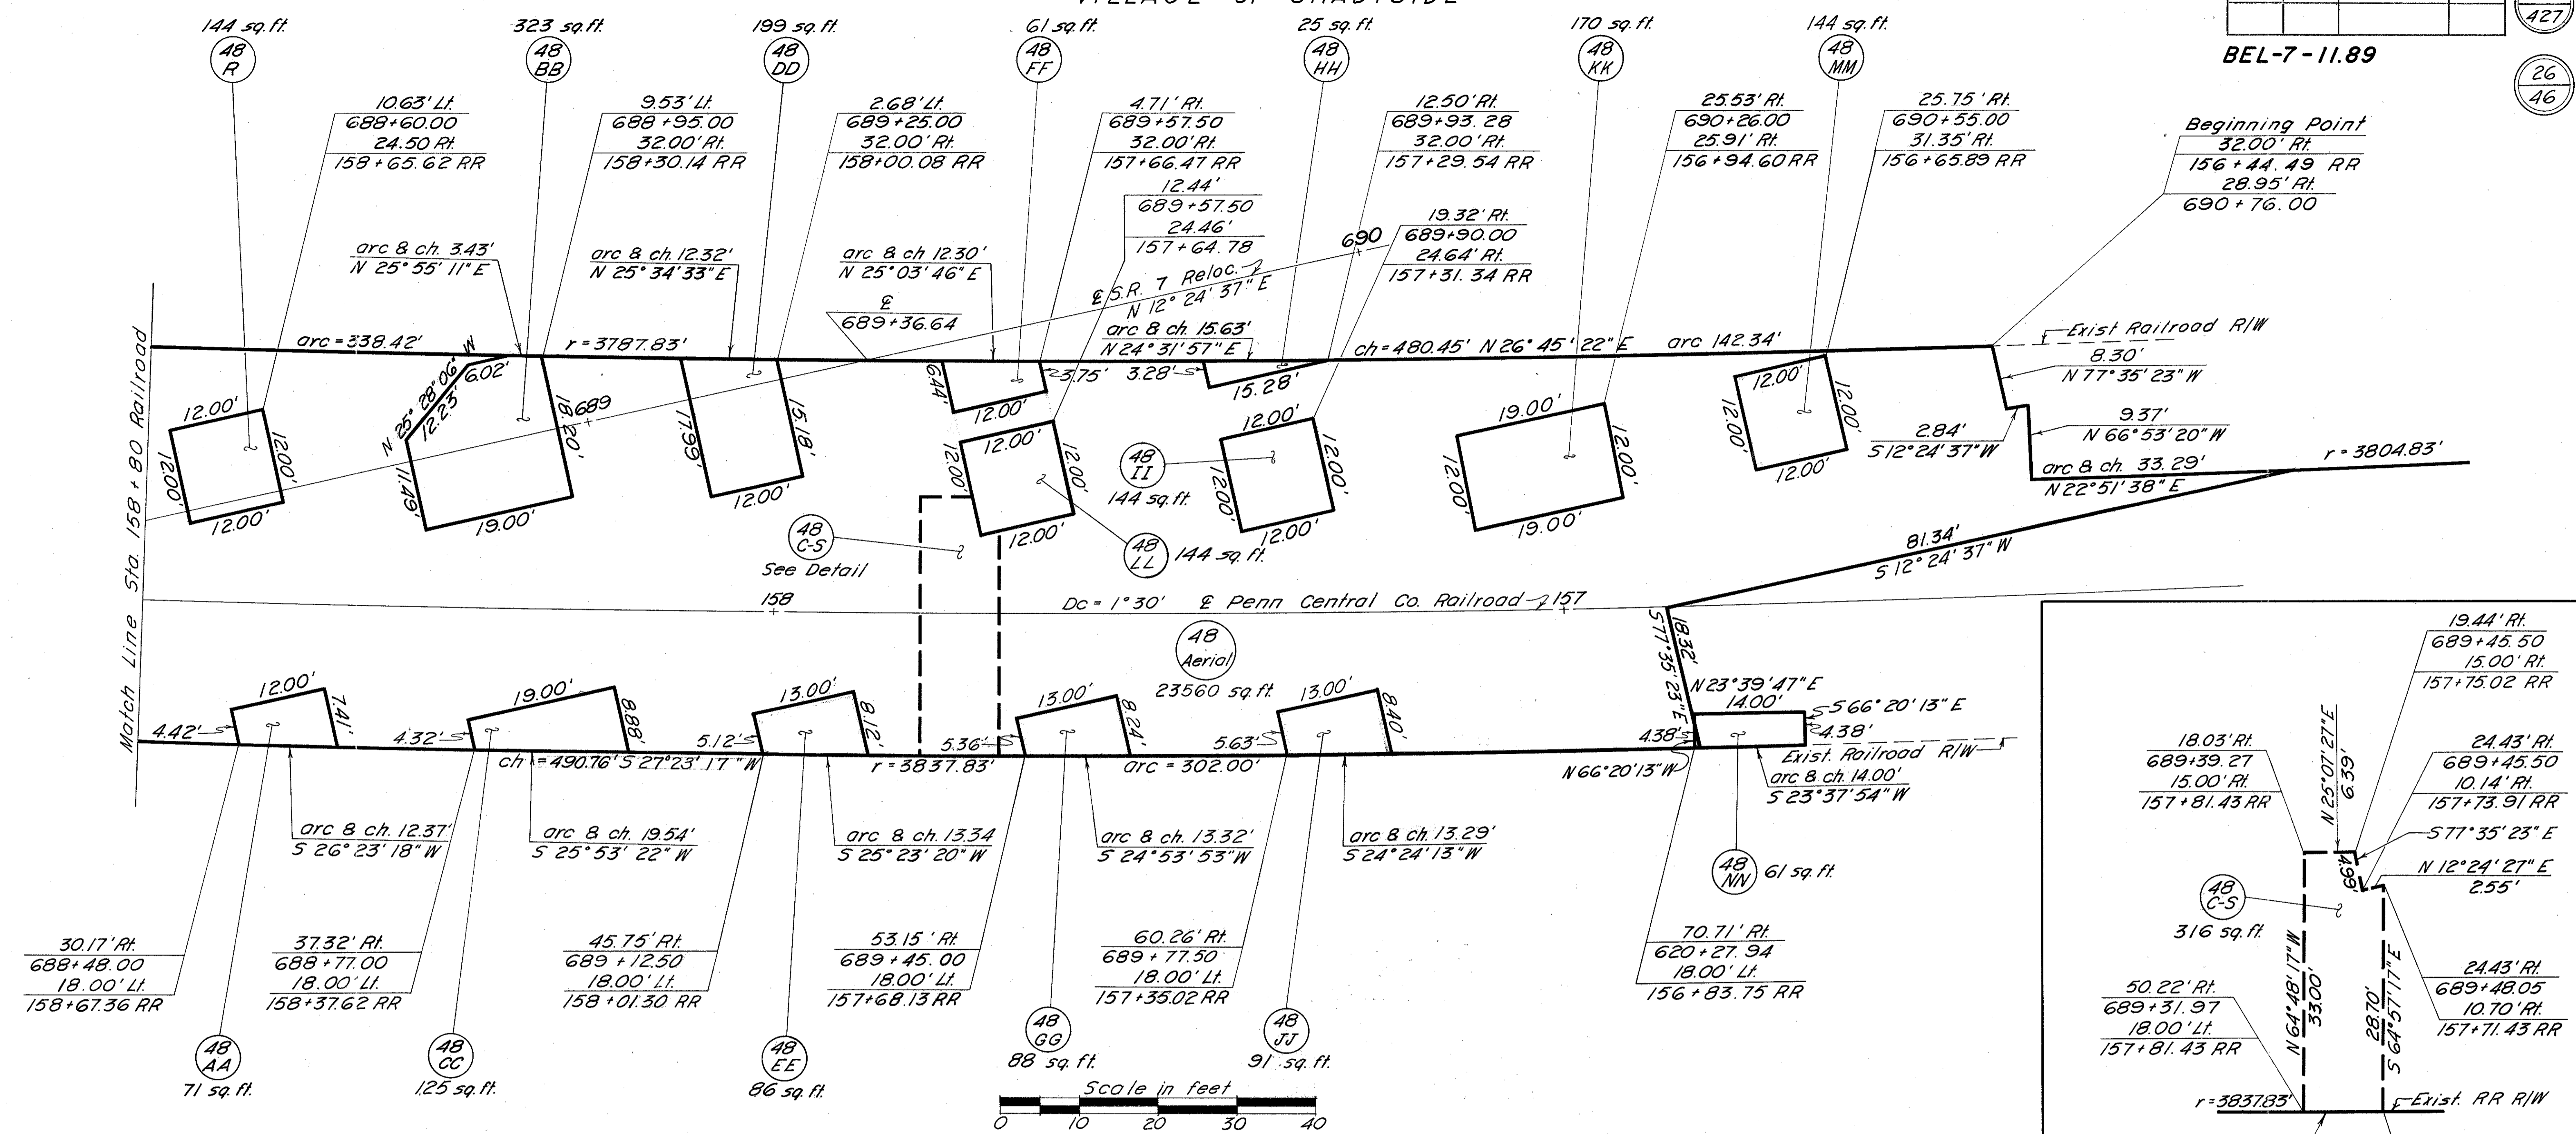 144 sq. ft.
48
R
323 sq. ft.
48
BB
199 sq. ft.
48
DD
61 sq. ft.
48
FF
25 sq. ft.
48
HH
170 sq. ft.
48
KK
144 sq. ft.
48
MM
427
BEL-7-11.89
26
46
10.63' Lt.
688+60.00
24.50 Rt.
158+65.62 RR
9.53' Lt.
688+95.00
32.00' Rt.
158+30.14 RR
2.68' Lt.
689+25.00
32.00' Rt.
158+00.08 RR
4.71' Rt.
689+57.50
32.00' Rt.
157+66.47 RR
12.44'
689+57.50
24.46'
157+64.78
12.50' Rt.
689+93.28
32.00' Rt.
157+29.54 RR
19.32' Rt.
689+90.00
24.64' Rt.
157+31.34 RR
25.53' Rt.
690+26.00
25.91' Rt.
156+94.60 RR
25.75' Rt.
690+55.00
31.35' Rt.
156+65.89 RR
Beginning Point
32.00' Rt.
156+44.49 RR
28.95' Rt.
690+76.00
arc & ch. 3.43'
N 25° 55' 11" E
arc & ch. 12.32'
N 25° 34' 33" E
arc & ch 12.30'
N 25° 03' 46" E
℄
689+36.64
℄ S.R. 7 Reloc.
N 12° 24' 37" E
690
arc & ch. 15.63'
N 24° 31' 57" E
Match Line Sta. 158+80 Railroad
arc = 338.42'
r = 3787.83'
ch = 480.45' N 26° 45' 22" E
arc 142.34'
Exist Railroad R/W
8.30'
N 77° 35' 23" W
9.37'
N 66° 53' 20" W
2.84'
S 12° 24' 37" W
arc & ch. 33.29'
N 22° 51' 38" E
r = 3804.83'
12.00'
12.00'
12.00'
12.00'
N 25° 28' 06" W
12.23'
6.02'
18.20'
689
11.49'
19.00'
17.99'
15.18'
12.00'
6.44'
3.75'
12.00'
12.00'
12.00'
12.00'
12.00'
3.28'
15.28'
48
II
144 sq. ft.
12.00'
12.00'
12.00'
12.00'
19.00'
12.00'
12.00'
19.00'
12.00'
12.00'
12.00'
12.00'
48
C-S
See Detail
48
LL
144 sq. ft.
81.34'
S 12° 24' 37" W
158
Dc = 1° 30' ℄ Penn Central Co. Railroad
157
48
Aerial
23560 sq. ft.
S 77° 35' 23" E
18.32'
N 23° 39' 47" E
14.00'
S 66° 20' 13" E
4.38'
4.38'
Exist. Railroad R/W
N 66° 20' 13" W
arc & ch. 14.00'
S 23° 37' 54" W
12.00'
7.41'
4.42'
19.00'
8.88'
4.32'
13.00'
8.12'
5.12'
13.00'
8.24'
5.36'
13.00'
8.40'
5.63'
ch = 490.76' S 27° 23' 17" W
r = 3837.83'
arc = 302.00'
arc & ch. 12.37'
S 26° 23' 18" W
arc & ch. 19.54'
S 25° 53' 22" W
arc & ch. 13.34
S 25° 23' 20" W
arc & ch. 13.32'
S 24° 53' 53" W
arc & ch. 13.29'
S 24° 24' 13" W
48
NN
61 sq. ft.
30.17' Rt.
688+48.00
18.00' Lt.
158+67.36 RR
37.32' Rt.
688+77.00
18.00' Lt.
158+37.62 RR
45.75' Rt.
689+12.50
18.00' Lt.
158+01.30 RR
53.15' Rt.
689+45.00
18.00' Lt.
157+68.13 RR
60.26' Rt.
689+77.50
18.00' Lt.
157+35.02 RR
70.71' Rt.
620+27.94
18.00' Lt.
156+83.75 RR
48
AA
71 sq. ft.
48
CC
125 sq. ft.
48
EE
86 sq. ft.
48
GG
88 sq. ft.
48
JJ
91 sq. ft.
Scale in feet
0 10 20 30 40
19.44' Rt.
689+45.50
15.00' Rt.
157+75.02 RR
18.03' Rt.
689+39.27
15.00' Rt.
157+81.43 RR
N 25° 07' 27" E
6.39'
24.43' Rt.
689+45.50
10.14' Rt.
157+73.91 RR
S 77° 35' 23" E
4.99'
N 12° 24' 27" E
2.55'
48
C-S
316 sq. ft.
N 64° 48' 17" W
33.00'
28.70'
S 64° 57' 17" E
24.43' Rt.
689+48.05
10.70' Rt.
157+71.43 RR
50.22' Rt.
689+31.97
18.00' Lt.
157+81.43 RR
r = 3837.83'
Exist. RR R/W